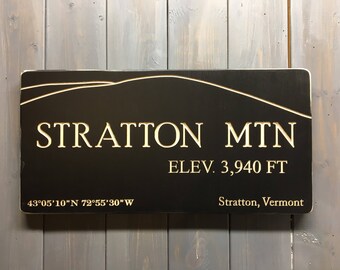 STRATTON MTN
ELEV. 3,940 FT
43°05'10"N 72°55'30"W Stratton, Vermont